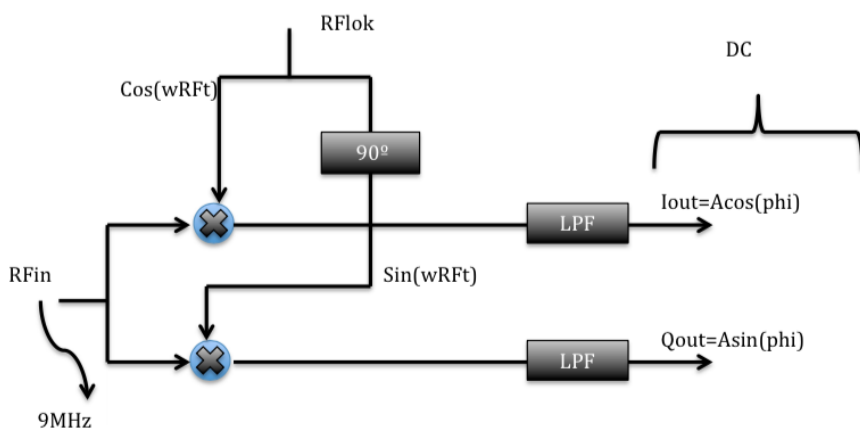 RFlok
DC
Cos(wRFt)
90º
LPF
Iout=Acos(phi)
RFin
Sin(wRFt)
LPF
Qout=Asin(phi)
9MHz